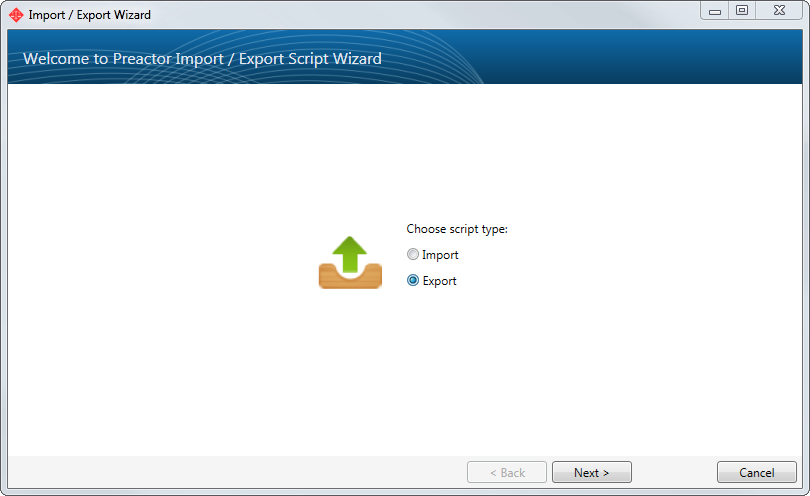 Import / Export Wizard
Welcome to Preactor Import / Export Script Wizard
Choose script type:
Import
Export
< Back
Next >
Cancel